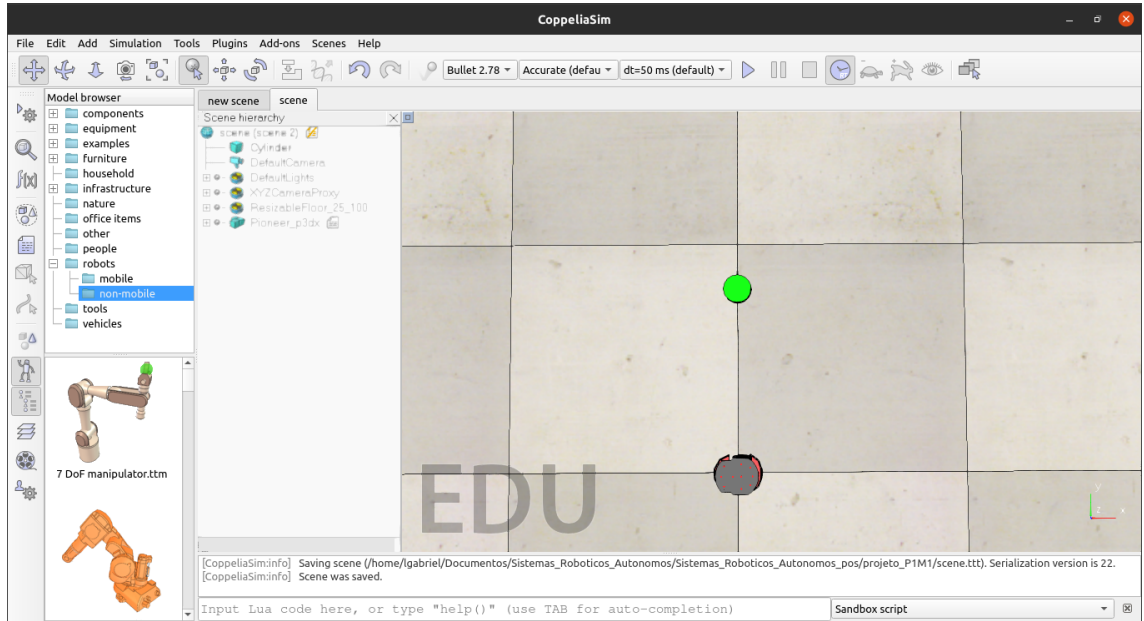 CoppeliaSim
File Edit Add Simulation Tools Plugins Add-ons Scenes Help
Bullet 2.78 Accurate (defau dt=50 ms (default)
Model browser
components
equipment
examples
furniture
household
infrastructure
nature
office items
other
people
robots
mobile
non-mobile
tools
vehicles
7 DoF manipulator.ttm
new scene scene
Scene hierarchy
scene (scene 2)
Cylinder
DefaultCamera
DefaultLights
XYZCameraProxy
ResizableFloor_25_100
Pioneer_p3dx
EDU
y
z x
[CoppeliaSim:info] Saving scene (/home/lgabriel/Documentos/Sistemas_Roboticos_Autonomos/Sistemas_Roboticos_Autonomos_pos/projeto_P1M1/scene.ttt). Serialization version is 22.
[CoppeliaSim:info] Scene was saved.
Input Lua code here, or type "help()" (use TAB for auto-completion) Sandbox script